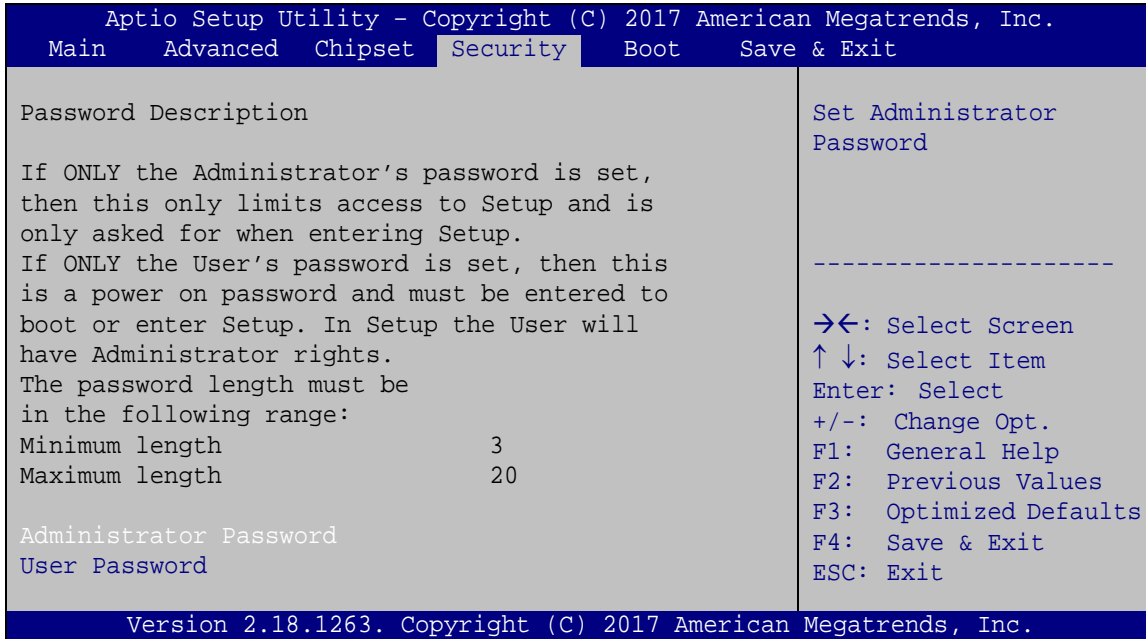 Aptio Setup Utility – Copyright (C) 2017 American Megatrends, Inc.
Main Advanced Chipset Security Boot Save & Exit
Password Description
If ONLY the Administrator’s password is set,
then this only limits access to Setup and is
only asked for when entering Setup.
If ONLY the User’s password is set, then this
is a power on password and must be entered to
boot or enter Setup. In Setup the User will
have Administrator rights.
The password length must be
in the following range:
Minimum length 3
Maximum length 20
Administrator Password
User Password
Set Administrator
Password
---------------------
→←: Select Screen
↑ ↓: Select Item
Enter: Select
+/-: Change Opt.
F1: General Help
F2: Previous Values
F3: Optimized Defaults
F4: Save & Exit
ESC: Exit
Version 2.18.1263. Copyright (C) 2017 American Megatrends, Inc.